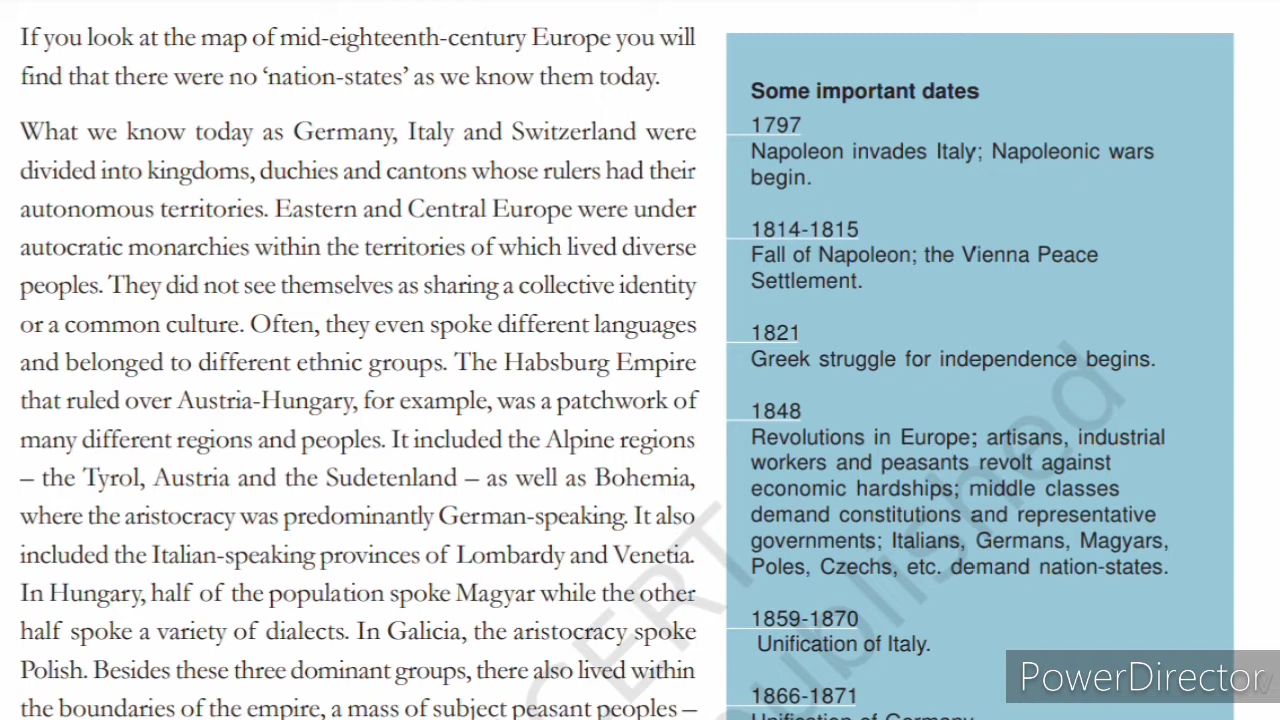 If you look at the map of mid-eighteenth-century Europe you will
find that there were no ‘nation-states’ as we know them today.
What we know today as Germany, Italy and Switzerland were
divided into kingdoms, duchies and cantons whose rulers had their
autonomous territories. Eastern and Central Europe were under
autocratic monarchies within the territories of which lived diverse
peoples. They did not see themselves as sharing a collective identity
or a common culture. Often, they even spoke different languages
and belonged to different ethnic groups. The Habsburg Empire
that ruled over Austria-Hungary, for example, was a patchwork of
many different regions and peoples. It included the Alpine regions
– the Tyrol, Austria and the Sudetenland – as well as Bohemia,
where the aristocracy was predominantly German-speaking. It also
included the Italian-speaking provinces of Lombardy and Venetia.
In Hungary, half of the population spoke Magyar while the other
half spoke a variety of dialects. In Galicia, the aristocracy spoke
Polish. Besides these three dominant groups, there also lived within
the boundaries of the empire, a mass of subject peasant peoples –
Some important dates
1797
Napoleon invades Italy; Napoleonic wars
begin.
1814-1815
Fall of Napoleon; the Vienna Peace
Settlement.
1821
Greek struggle for independence begins.
1848
Revolutions in Europe; artisans, industrial
workers and peasants revolt against
economic hardships; middle classes
demand constitutions and representative
governments; Italians, Germans, Magyars,
Poles, Czechs, etc. demand nation-states.
1859-1870
Unification of Italy.
1866-1871
Unification of Germany.
PowerDirector